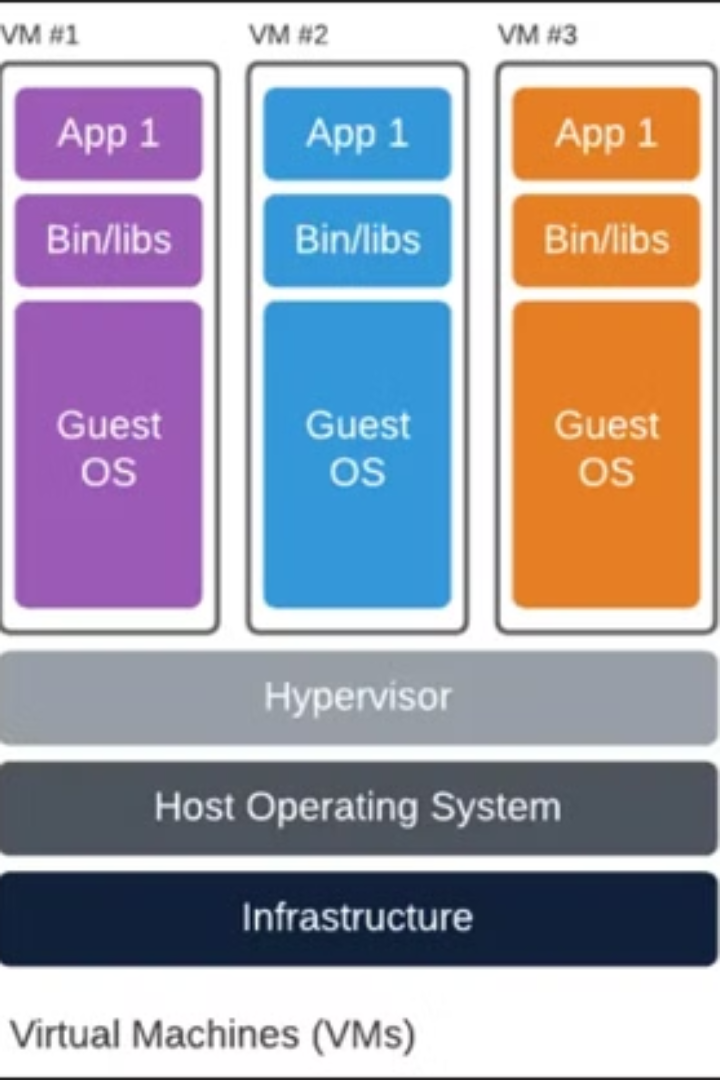 VM #1
VM #2
VM #3
App 1
App 1
App 1
Bin/libs
Bin/libs
Bin/libs
Guest
OS
Guest
OS
Guest
OS
Hypervisor
Host Operating System
Infrastructure
Virtual Machines (VMs)